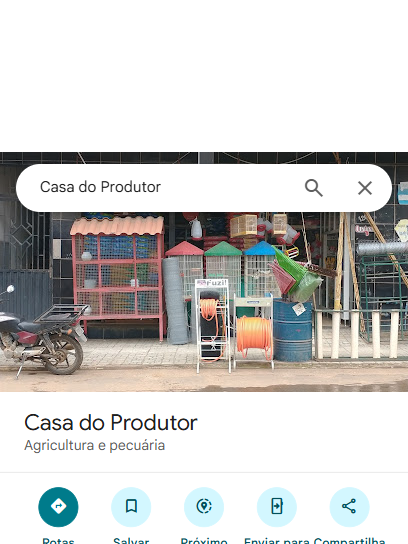 Casa do Produtor
Fuzil
Casa do Produtor
Agricultura e pecuária
Rotas Salvar Próximo Enviar para Compartilha